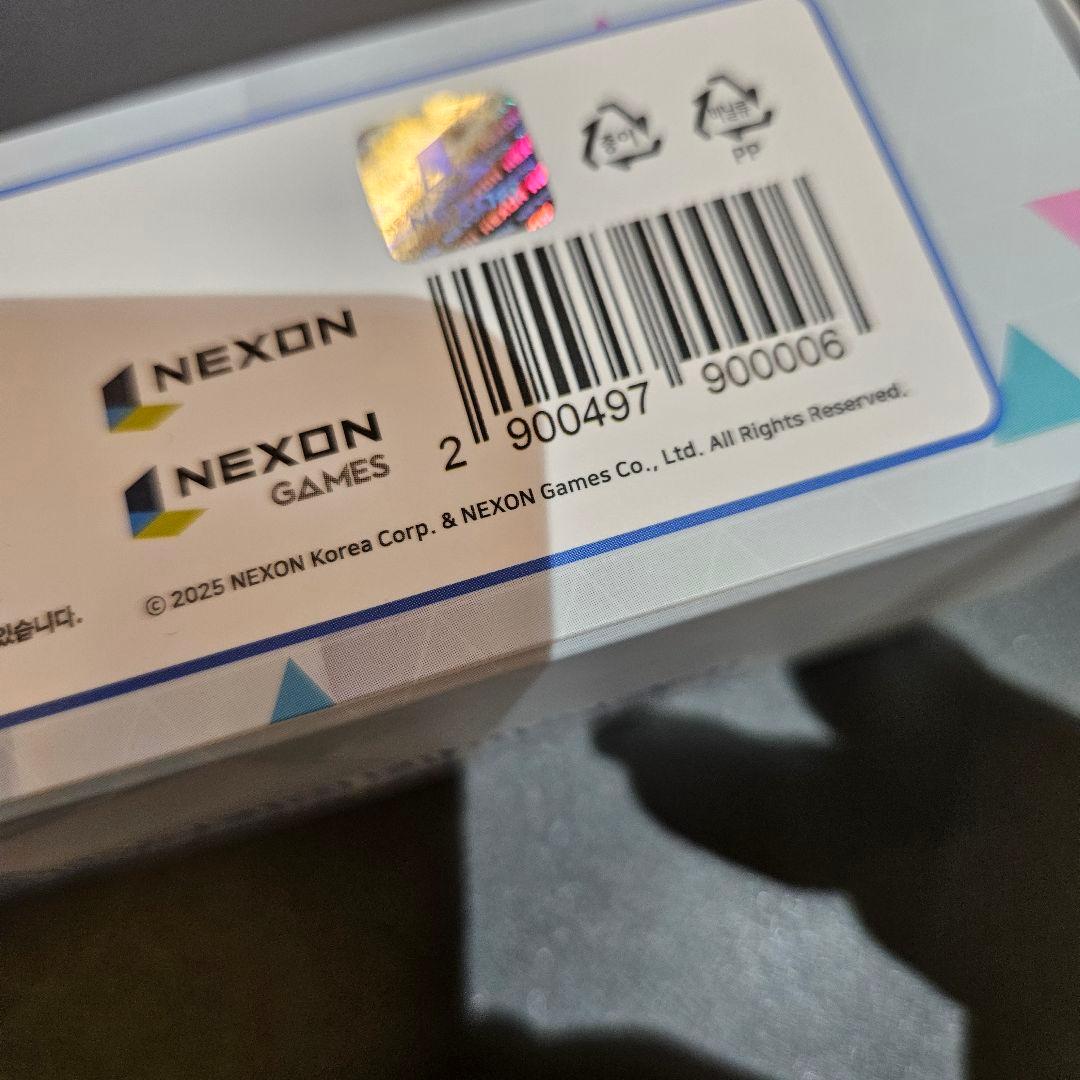 종이
비닐류
PP
NEXON
NEXON
GAMES
2 900497 900006
© 2025 NEXON Korea Corp. & NEXON Games Co., Ltd. All Rights Reserved.
있습니다.